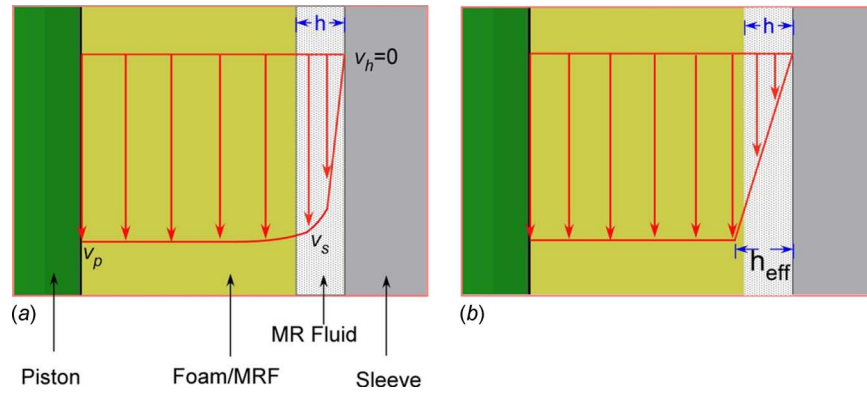 h
v_h=0
v_p
v_s
(a)
Piston
Foam/MRF
MR Fluid
Sleeve
h
h_eff
(b)